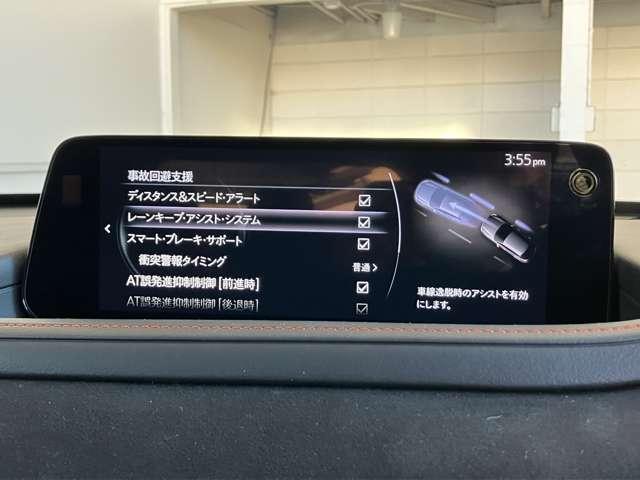 3:55pm
事故回避支援
ディスタンス&スピード・アラート
レーンキープ・アシスト・システム
スマート・ブレーキ・サポート
衝突警報タイミング 普通
AT誤発進抑制制御[前進時]
AT誤発進抑制制御[後退時]
車線逸脱時のアシストを有効
にします。